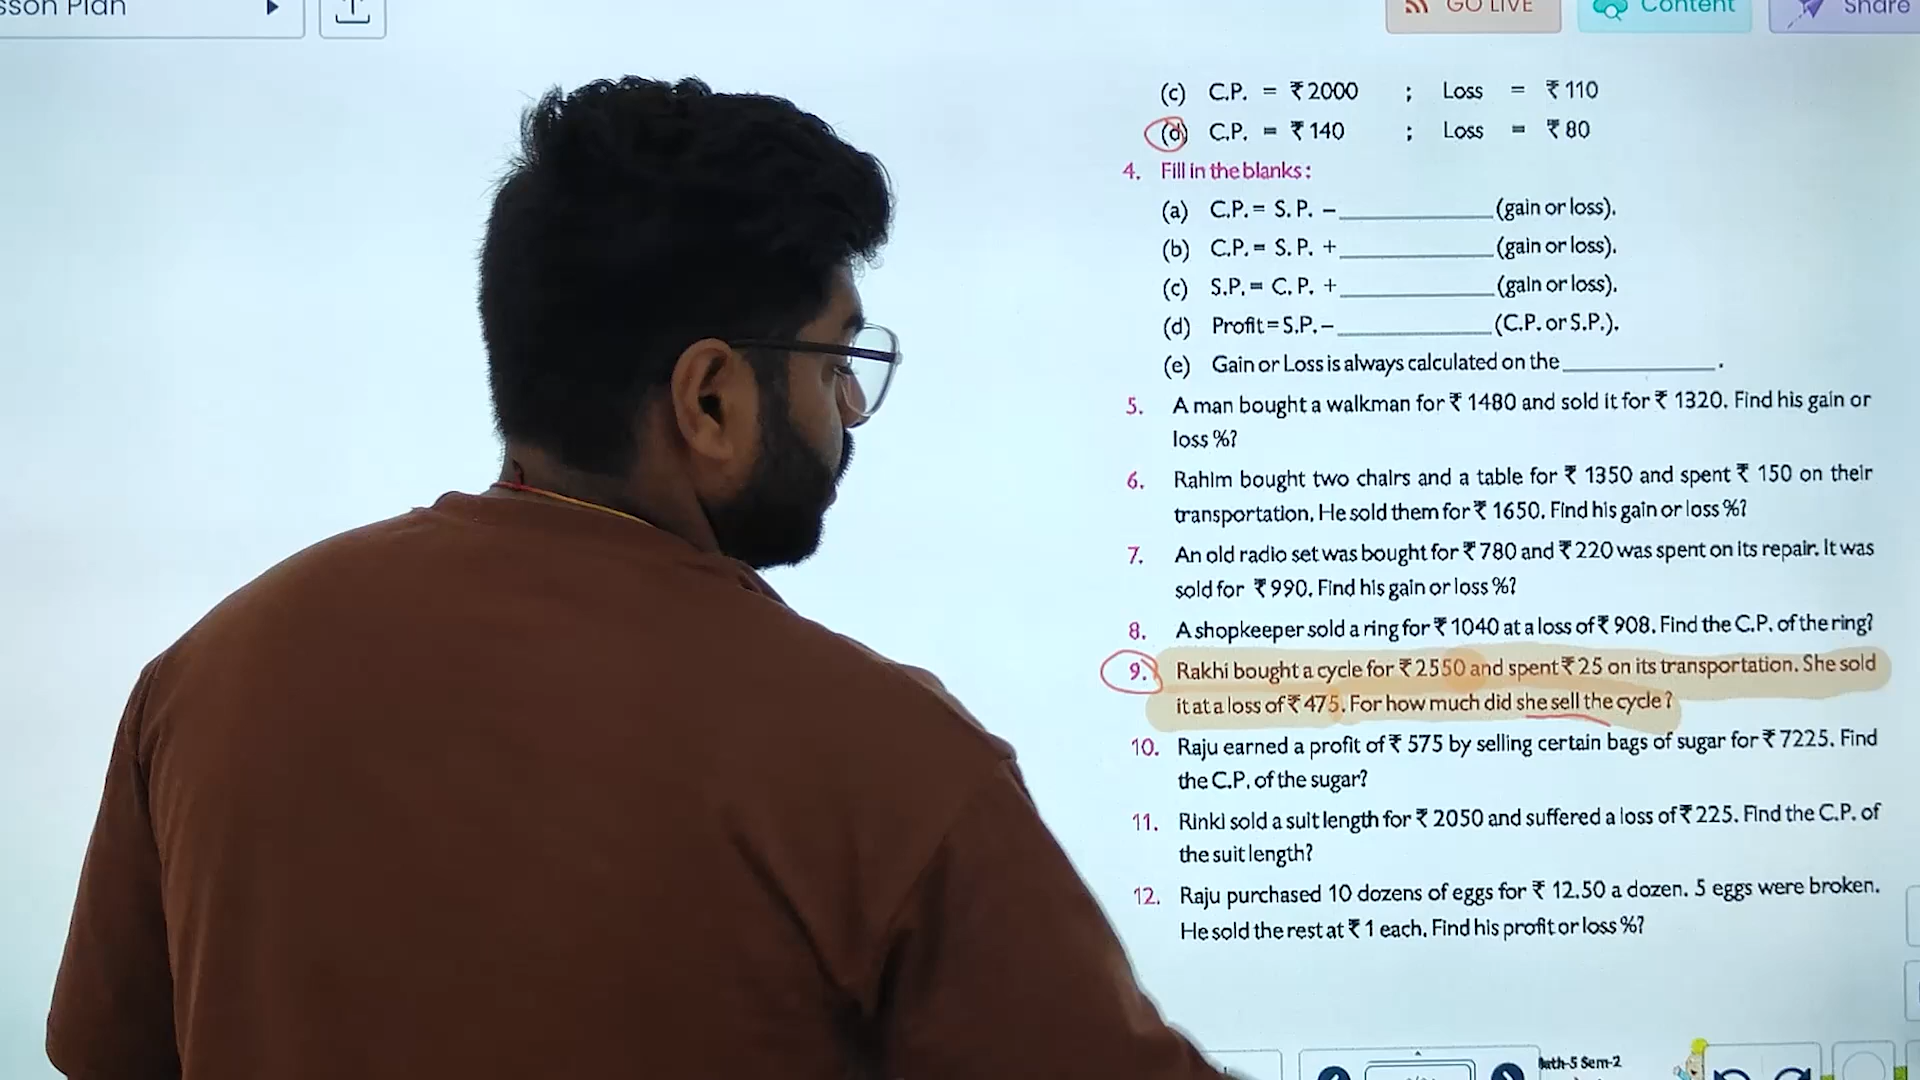 sson Plan
GO LIVE
Content
Share
(c) C.P. = ₹ 2000 ; Loss = ₹ 110
(d) C.P. = ₹ 140 ; Loss = ₹ 80
4. Fill in the blanks :
(a) C.P. = S. P. – ____________ (gain or loss).
(b) C.P. = S. P. + ____________ (gain or loss).
(c) S.P. = C. P. + ____________ (gain or loss).
(d) Profit = S.P. – ____________ (C.P. or S.P.).
(e) Gain or Loss is always calculated on the ____________ .
5. A man bought a walkman for ₹ 1480 and sold it for ₹ 1320. Find his gain or
loss %?
6. Rahim bought two chairs and a table for ₹ 1350 and spent ₹ 150 on their
transportation. He sold them for ₹ 1650. Find his gain or loss %?
7. An old radio set was bought for ₹ 780 and ₹ 220 was spent on its repair. It was
sold for ₹ 990. Find his gain or loss %?
8. A shopkeeper sold a ring for ₹ 1040 at a loss of ₹ 908. Find the C.P. of the ring?
9. Rakhi bought a cycle for ₹ 2550 and spent ₹ 25 on its transportation. She sold
it at a loss of ₹ 475. For how much did she sell the cycle ?
10. Raju earned a profit of ₹ 575 by selling certain bags of sugar for ₹ 7225. Find
the C.P. of the sugar?
11. Rinki sold a suit length for ₹ 2050 and suffered a loss of ₹ 225. Find the C.P. of
the suit length?
12. Raju purchased 10 dozens of eggs for ₹ 12.50 a dozen. 5 eggs were broken.
He sold the rest at ₹ 1 each. Find his profit or loss %?
ath-5 Sem-2